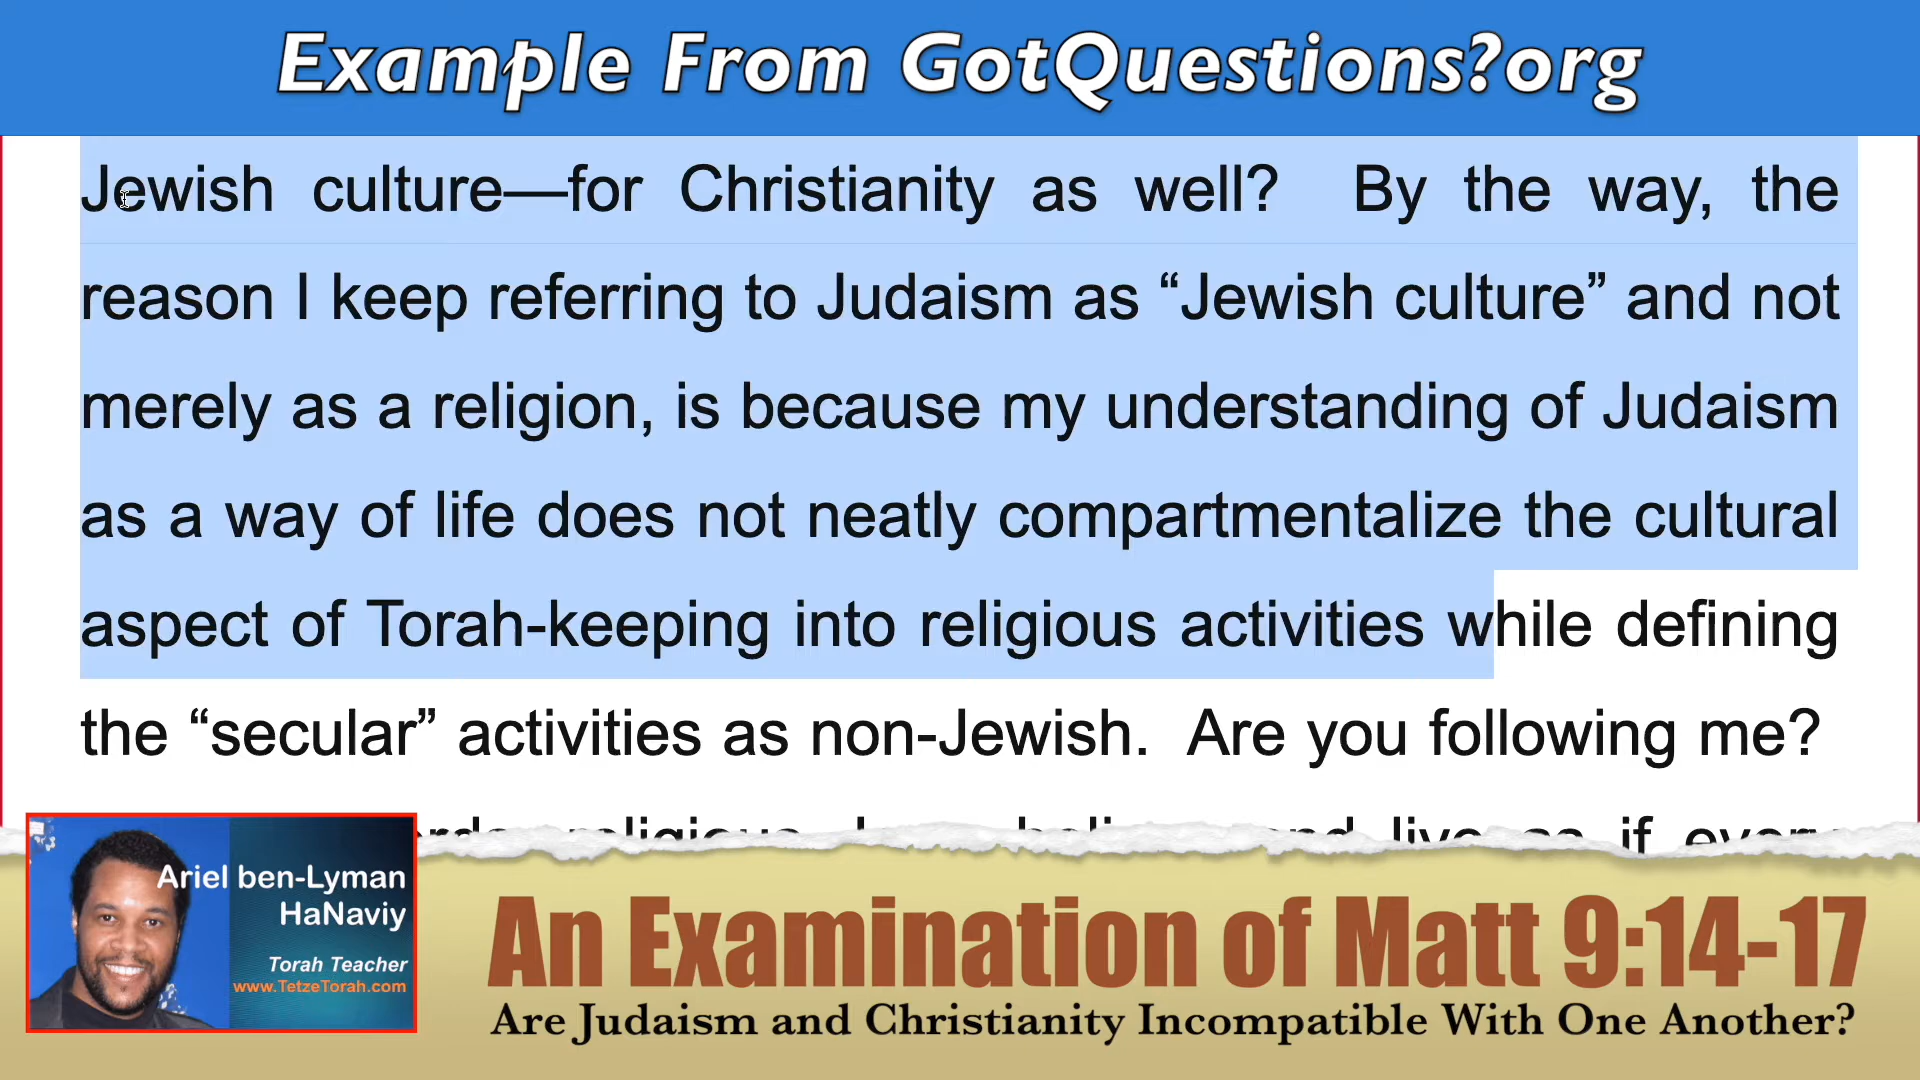 Example From GotQuestions?org
Jewish culture—for Christianity as well?  By the way, the
reason I keep referring to Judaism as “Jewish culture” and not
merely as a religion, is because my understanding of Judaism
as a way of life does not neatly compartmentalize the cultural
aspect of Torah-keeping into religious activities while defining
the “secular” activities as non-Jewish.  Are you following me?
Ariel ben-Lyman
HaNaviy
Torah Teacher
www.TetzeTorah.com
An Examination of Matt 9:14-17
Are Judaism and Christianity Incompatible With One Another?